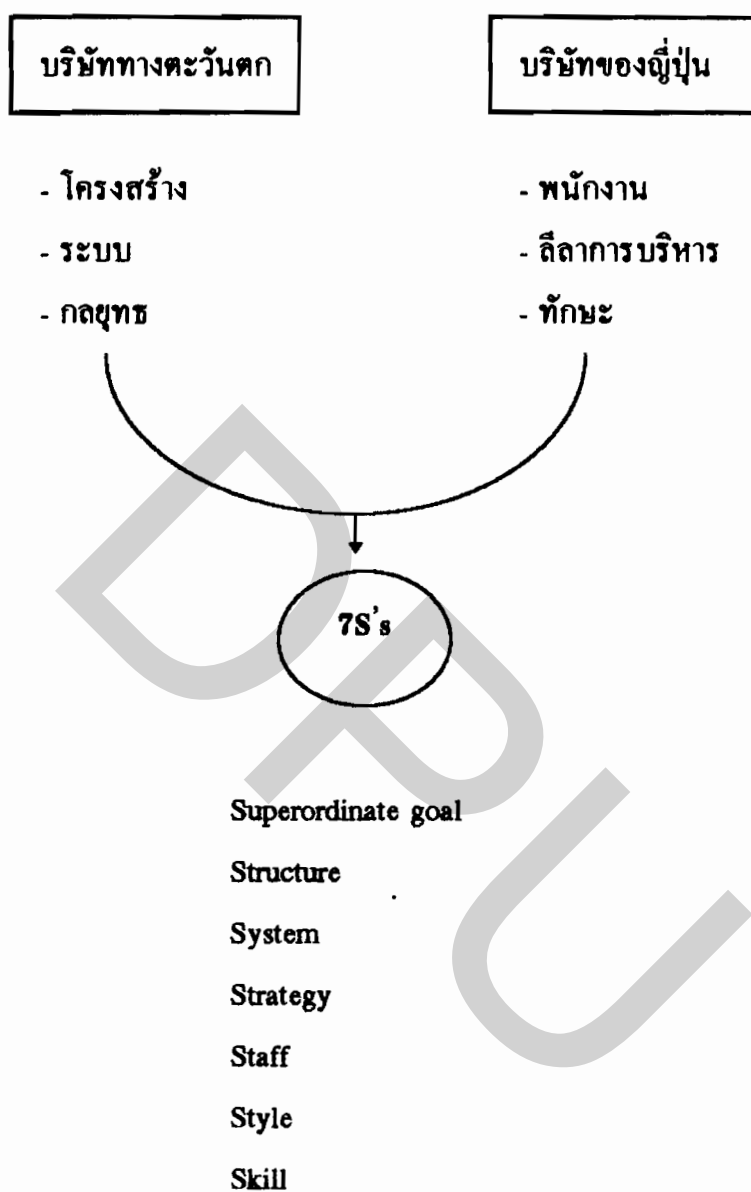 บริษัททางตะวันตก
บริษัทของญี่ปุ่น
- โครงสร้าง
- ระบบ
- กลยุทธ
- พนักงาน
- ลีลาการบริหาร
- ทักษะ
7S's
Superordinate goal
Structure
System
Strategy
Staff
Style
Skill
DPU